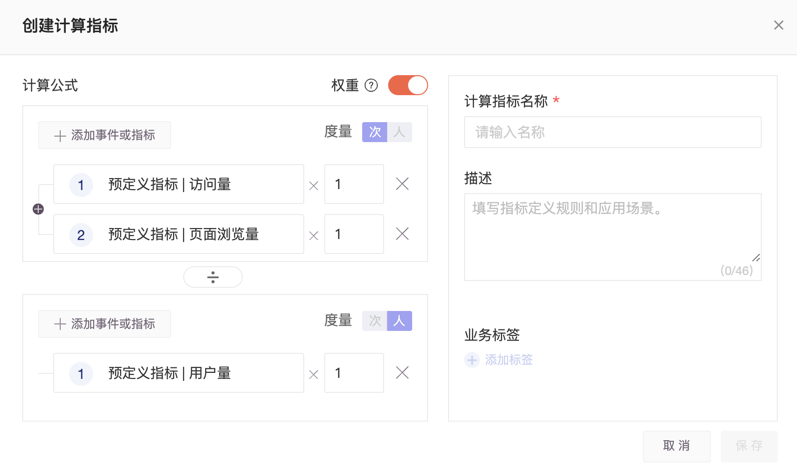 创建计算指标
计算公式
权重
添加事件或指标
度量 次 人
1 预定义指标 | 访问量 × 1
2 预定义指标 | 页面浏览量 × 1
÷
添加事件或指标
度量 次 人
1 预定义指标 | 用户量 × 1
计算指标名称 *
请输入名称
描述
填写指标定义规则和应用场景。
(0/46)
业务标签
添加标签
取 消
保 存